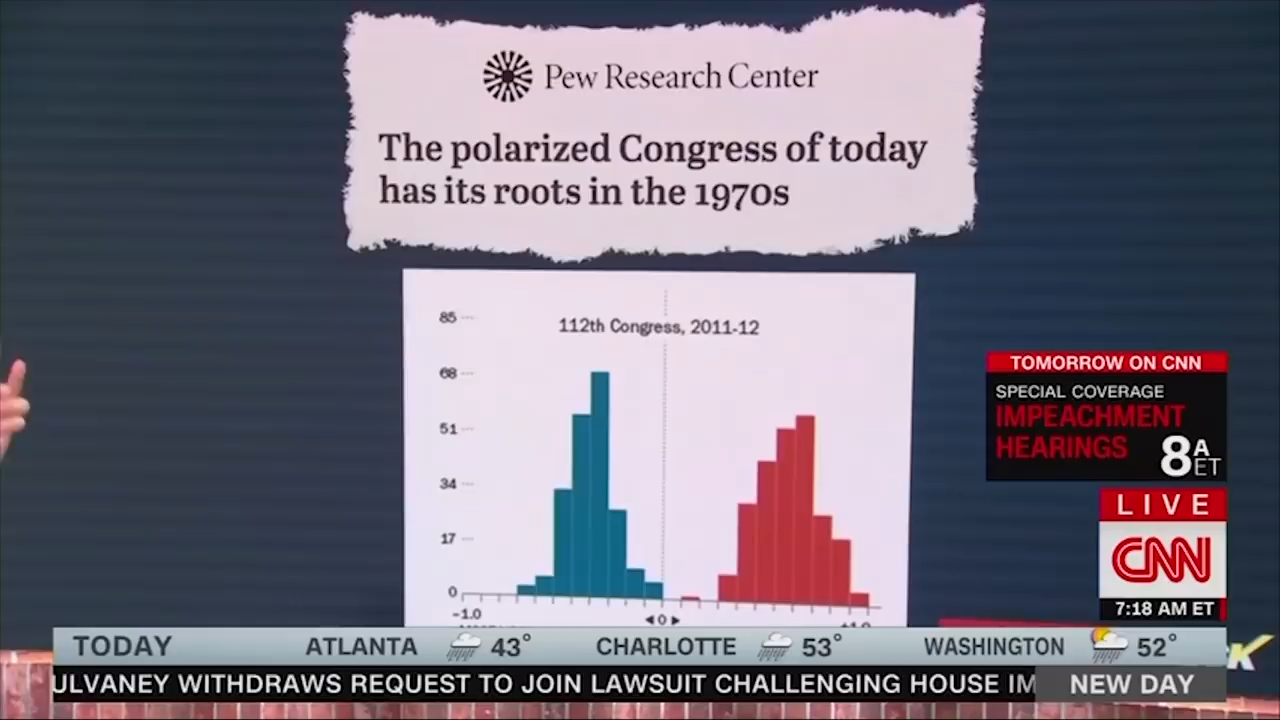 Pew Research Center
The polarized Congress of today
has its roots in the 1970s
112th Congress, 2011-12
85
68
51
34
17
0
-1.0
◄0►
TOMORROW ON CNN
SPECIAL COVERAGE
IMPEACHMENT
HEARINGS
8A
ET
LIVE
CNN
7:18 AM ET
TODAY ATLANTA 43° CHARLOTTE 53° WASHINGTON 52°
ULVANEY WITHDRAWS REQUEST TO JOIN LAWSUIT CHALLENGING HOUSE IM
NEW DAY